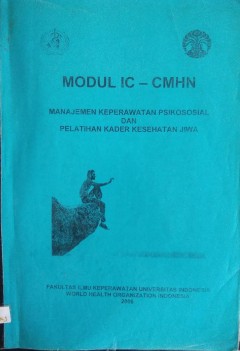 MODUL IC – CMHN
MANAJEMEN KEPERAWATAN PSIKOSOSIAL
DAN
PELATIHAN KADER KESEHATAN JIWA
FAKULTAS ILMU KEPERAWATAN UNIVERSITAS INDONESIA
WORLD HEALTH ORGANIZATION INDONESIA